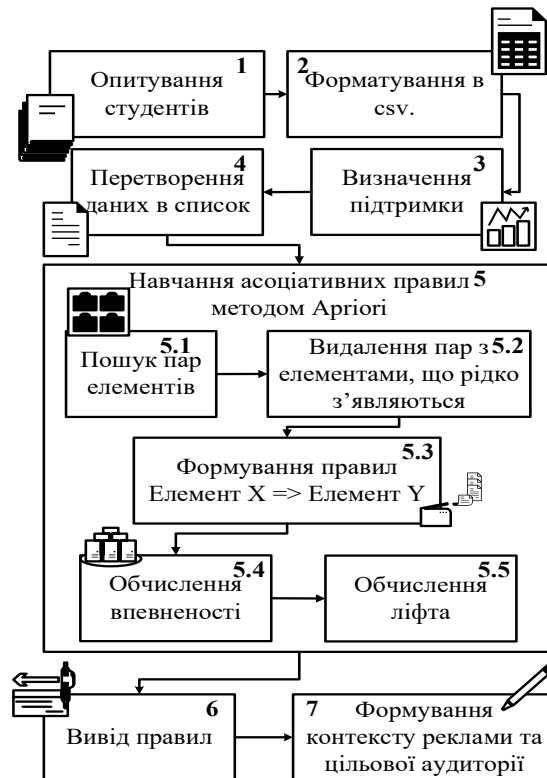 1
Опитування
студентів
2
Форматування в
csv.
3
Визначення
підтримки
4
Перетворення
даних в список
Навчання асоціативних правил 5
методом Apriori
5.1
Пошук пар
елементів
Видалення пар з 5.2
елементами, що рідко
з’являються
5.3
Формування правил
Елемент X => Елемент Y
5.4
Обчислення
впевненості
5.5
Обчислення
ліфта
6
Вивід правил
7 Формування
контексту реклами та
цільової аудиторії